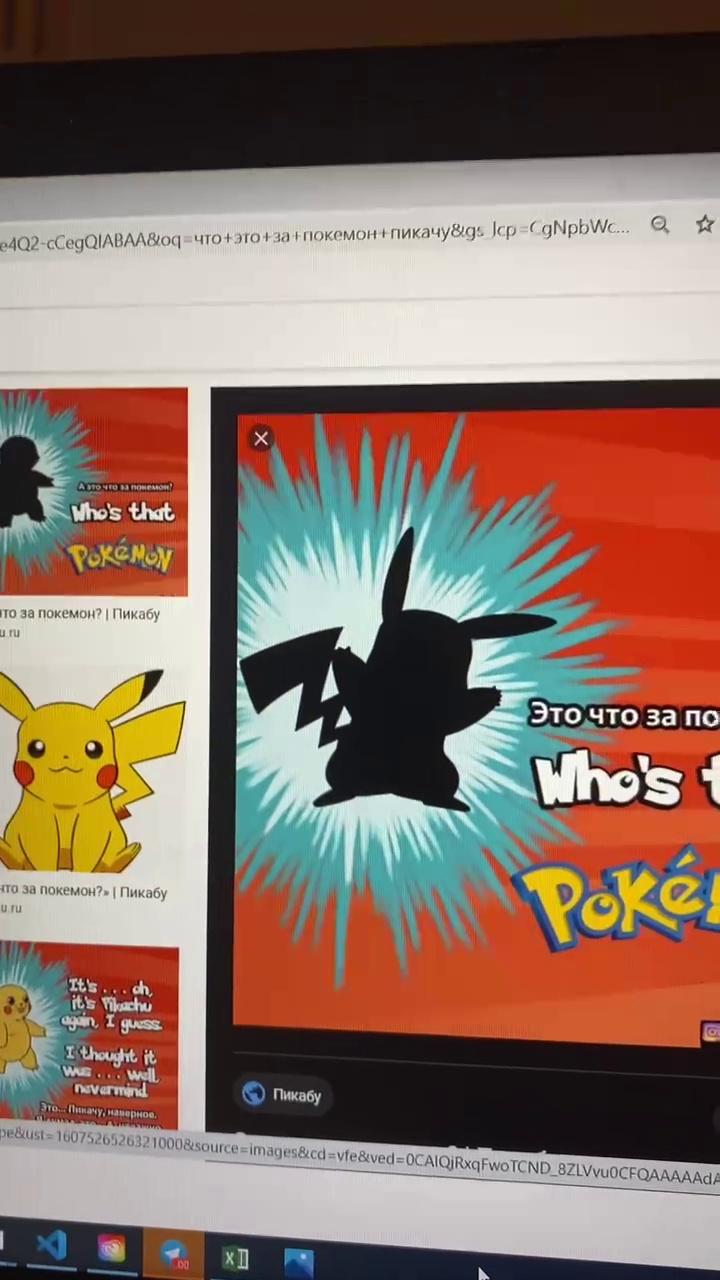 e4Q2-cCegQIABAA&oq=что+это+за+покемон+пикачу&gs_lcp=CgNpbWc...
А это что за покемон?
Who's that
POKÉMON
что за покемон? | Пикабу
u.ru
что за покемон?» | Пикабу
u.ru
It's . . . oh,
it's Pikachu
again, I guess.
I thought it
was . . . well
nevermind
Это... Пикачу, наверное.
Это что за по
Who's t
POKÉ
Пикабу
pe&ust=1607526526321000&source=images&cd=vfe&ved=0CAIQjRxqFwoTCND_8ZLVvu0CFQAAAAAdA